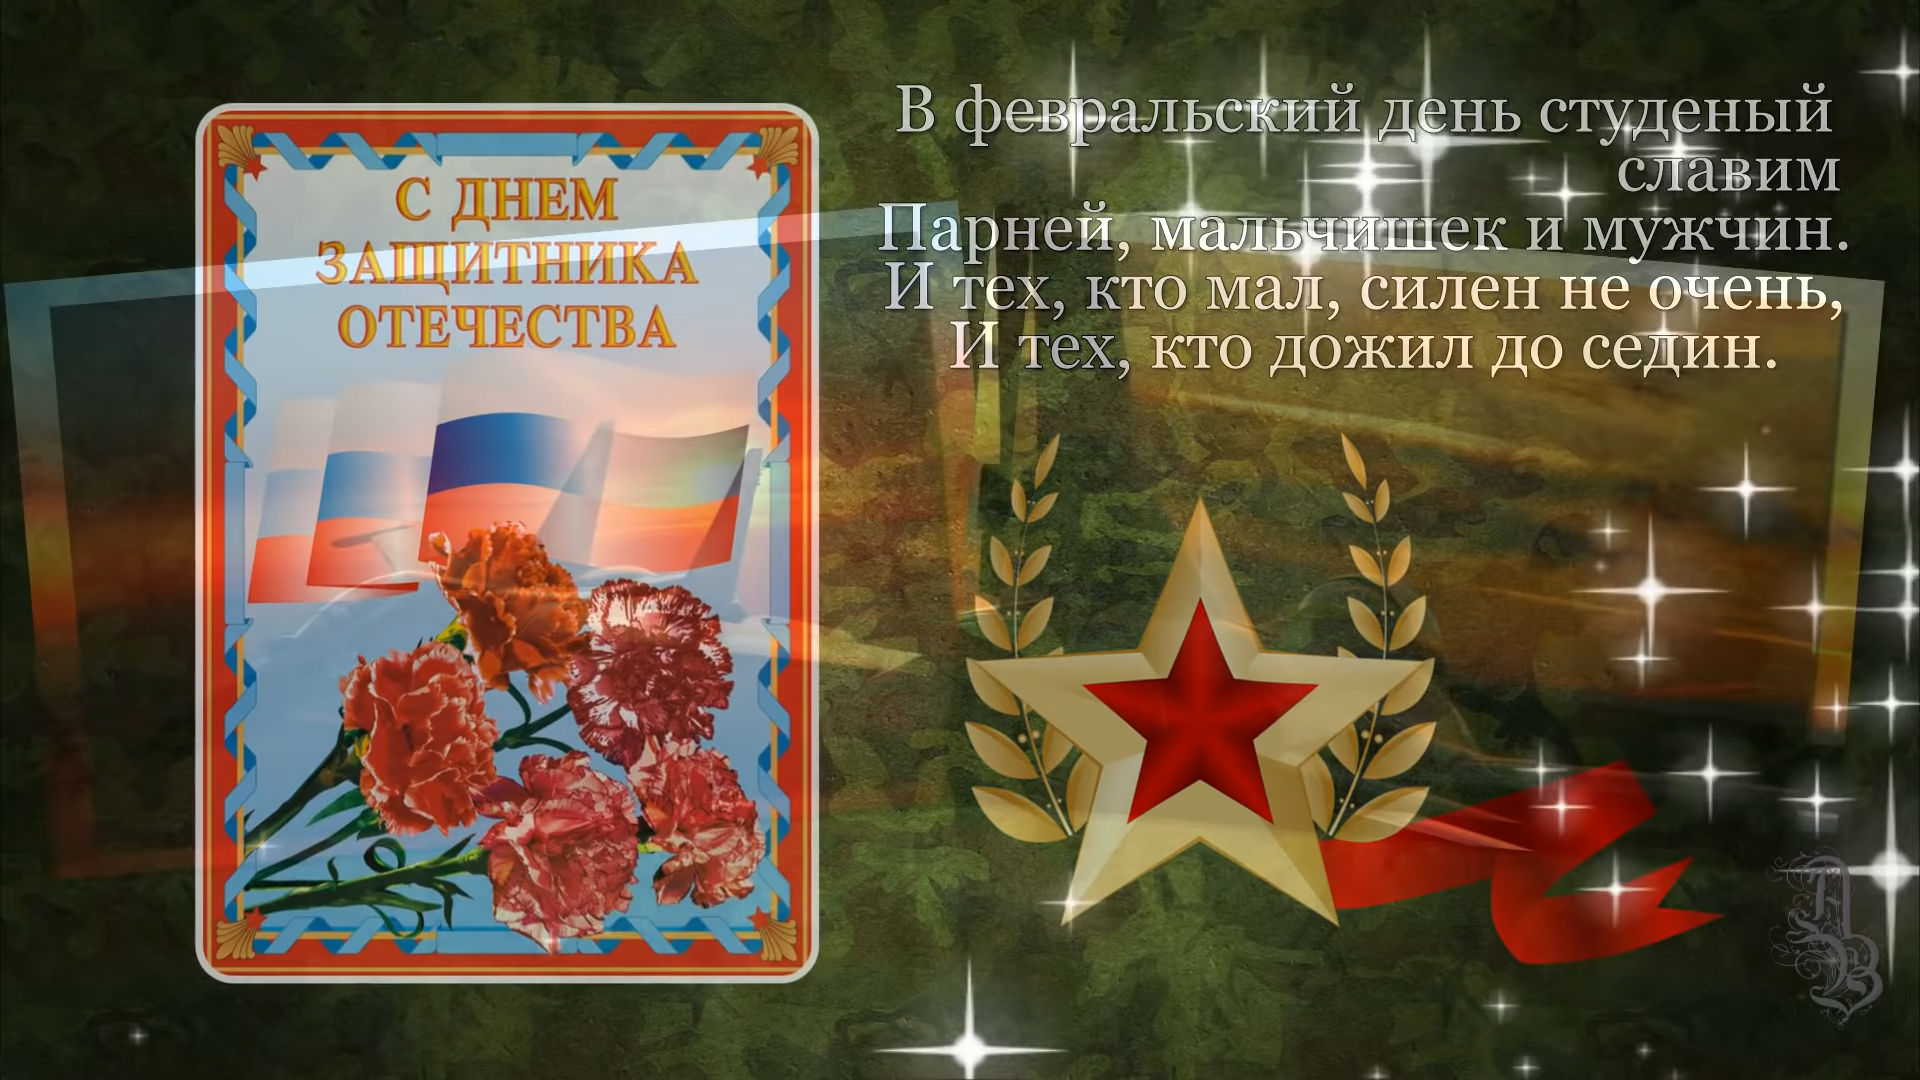 С ДНЕМ
ЗАЩИТНИКА
ОТЕЧЕСТВА
В февральский день студеный
славим
Парней, мальчишек и мужчин.
И тех, кто мал, силен не очень,
И тех, кто дожил до седин.
АВ